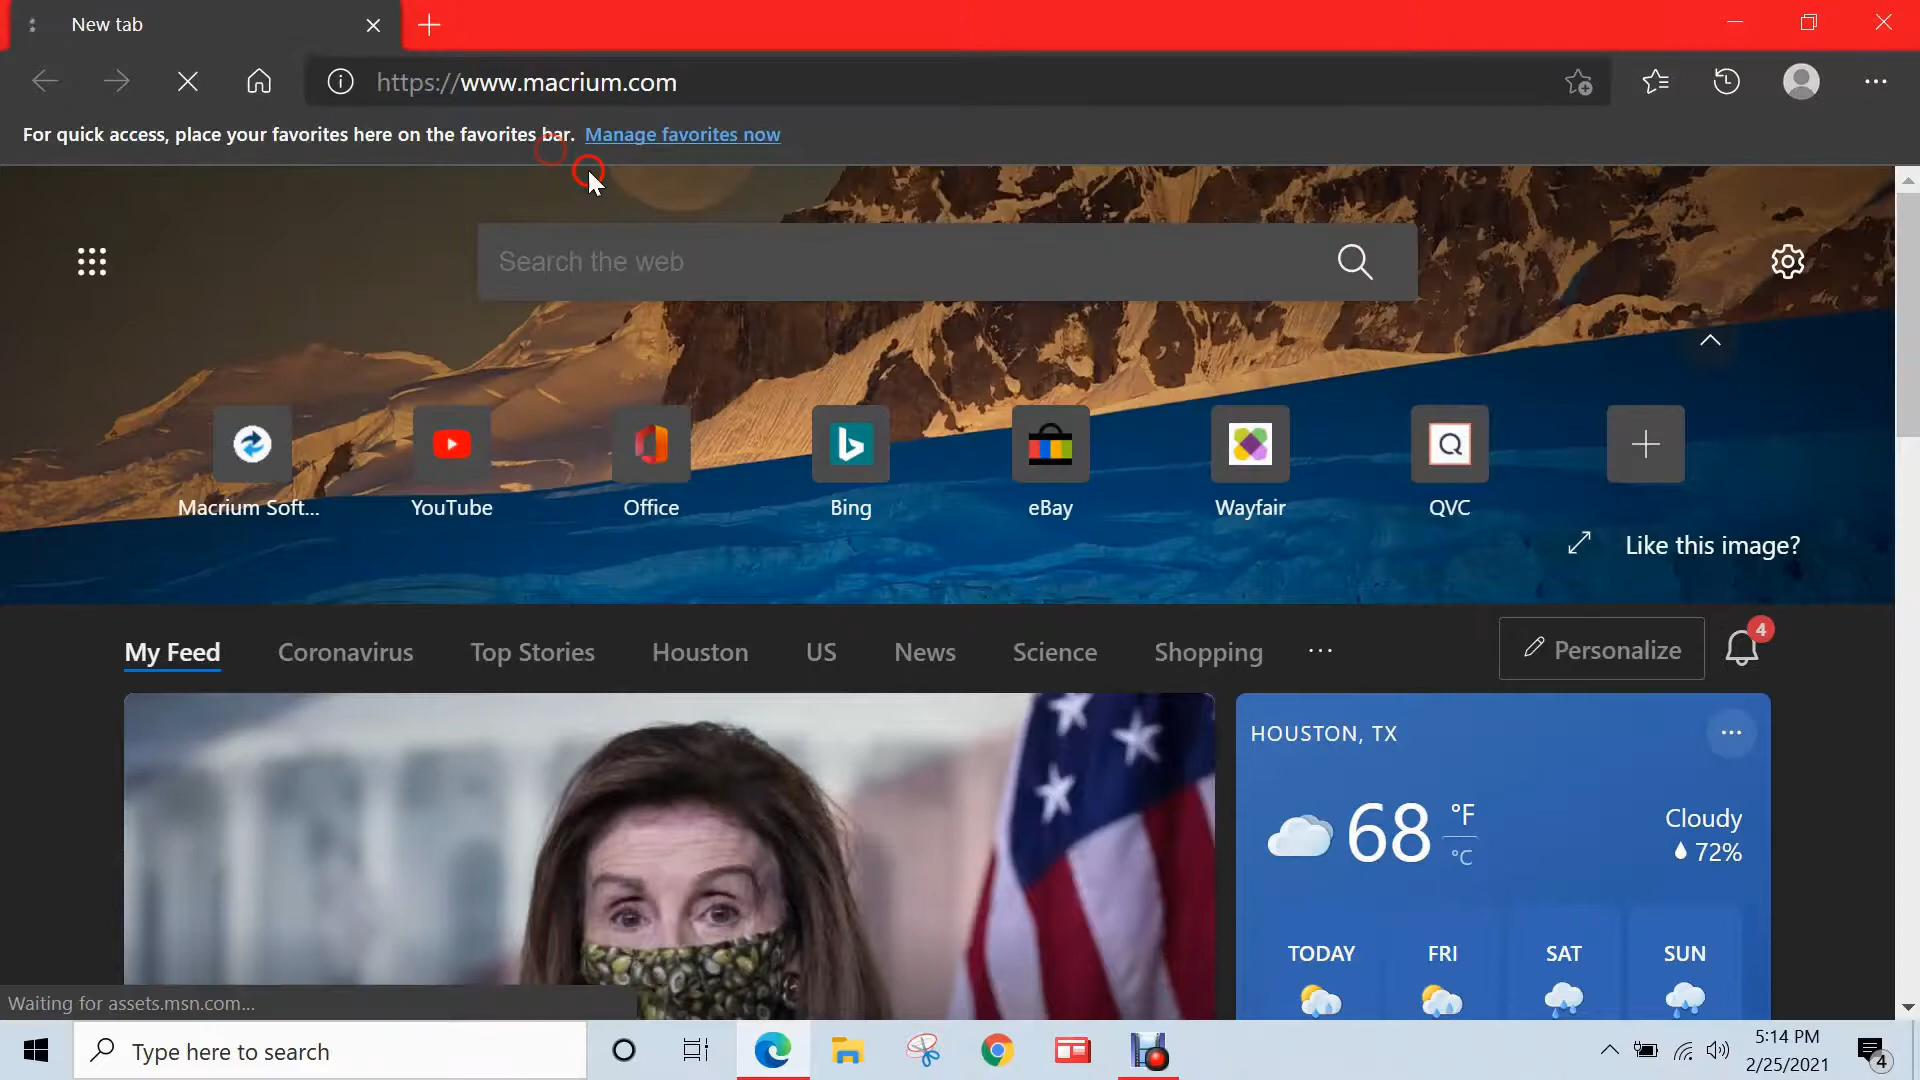 New tab
https://www.macrium.com
For quick access, place your favorites here on the favorites bar. Manage favorites now
Search the web
Macrium Soft...
YouTube
Office
Bing
eBay
Wayfair
QVC
Like this image?
My Feed
Coronavirus
Top Stories
Houston
US
News
Science
Shopping
Personalize
4
HOUSTON, TX
68 °F
°C
Cloudy
72%
TODAY
FRI
SAT
SUN
Waiting for assets.msn.com...
Type here to search
5:14 PM
2/25/2021
4